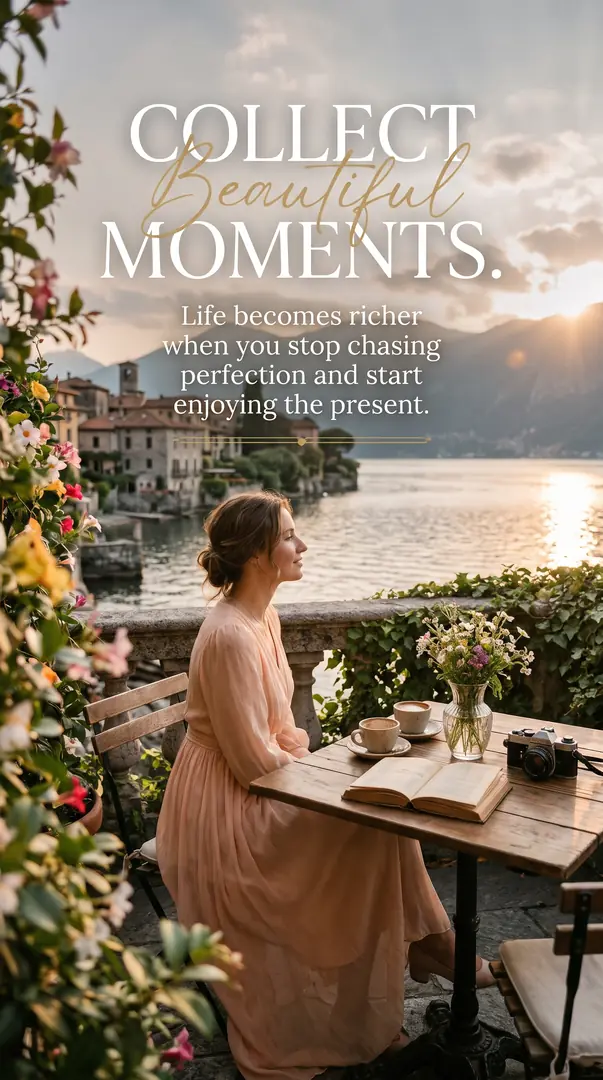 COLLECT
Beautiful
MOMENTS.
Life becomes richer
when you stop chasing
perfection and start
enjoying the present.